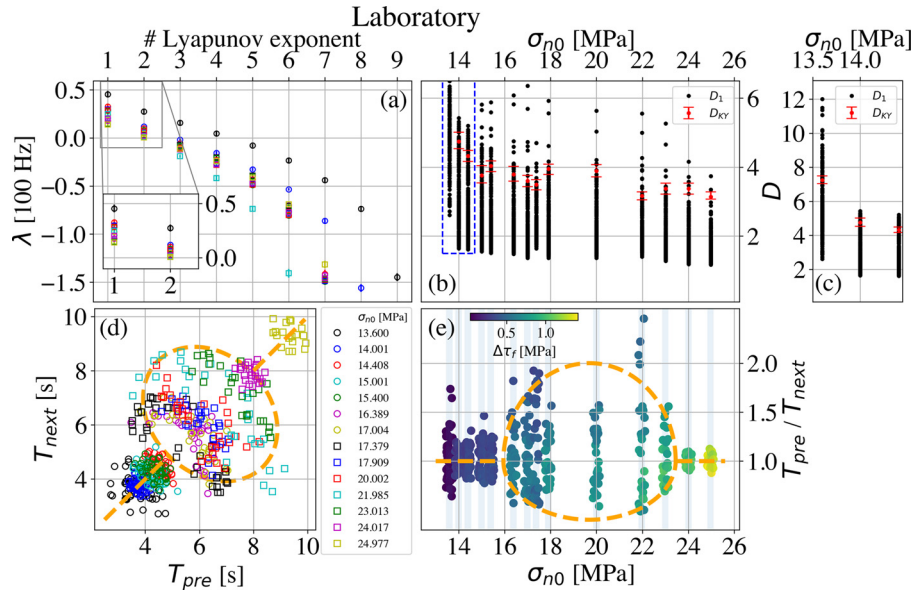 Laboratory
# Lyapunov exponent
1 2 3 4 5 6 7 8 9
0.5
0.0
−0.5
−1.0
−1.5
λ [100 Hz]
(a)
0.5
0.0
1 2
σn0 [MPa]
14 16 18 20 22 24 26
D1
DKY
6
4
2
(b)
σn0 [MPa]
13.5 14.0
D1
DKY
D
12
10
8
6
4
2
(c)
(d)
10
8
6
4
Tnext [s]
4 6 8 10
Tpre [s]
σn0 [MPa]
13.600
14.001
14.408
15.001
15.400
16.389
17.004
17.379
17.909
20.002
21.985
23.013
24.017
24.977
0.5 1.0
Δτf [MPa]
(e)
2.0
1.5
1.0
Tpre / Tnext
14 16 18 20 22 24 26
σn0 [MPa]